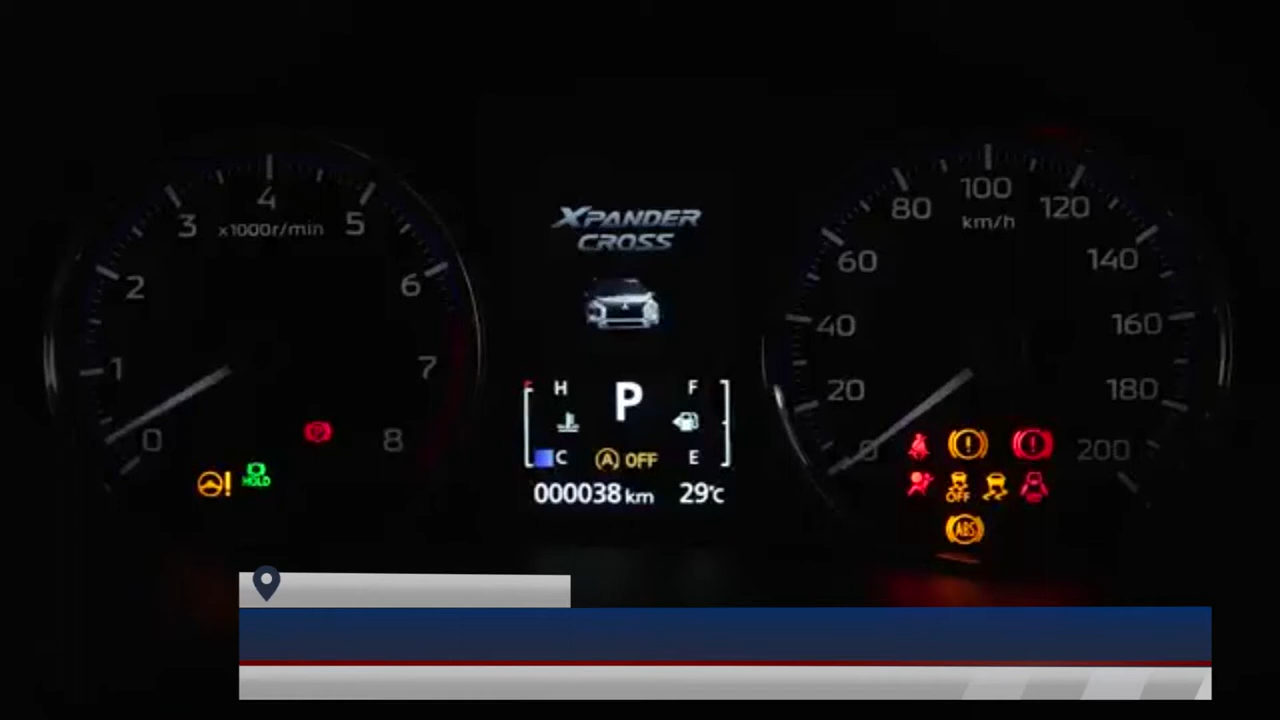 0
1
2
3
4
5
6
7
8
x1000r/min
HOLD
XPANDER
CROSS
H
P
F
C
A OFF
E
000038 km
29°C
0
20
40
60
80
100
120
140
160
180
200
km/h
OFF
ABS